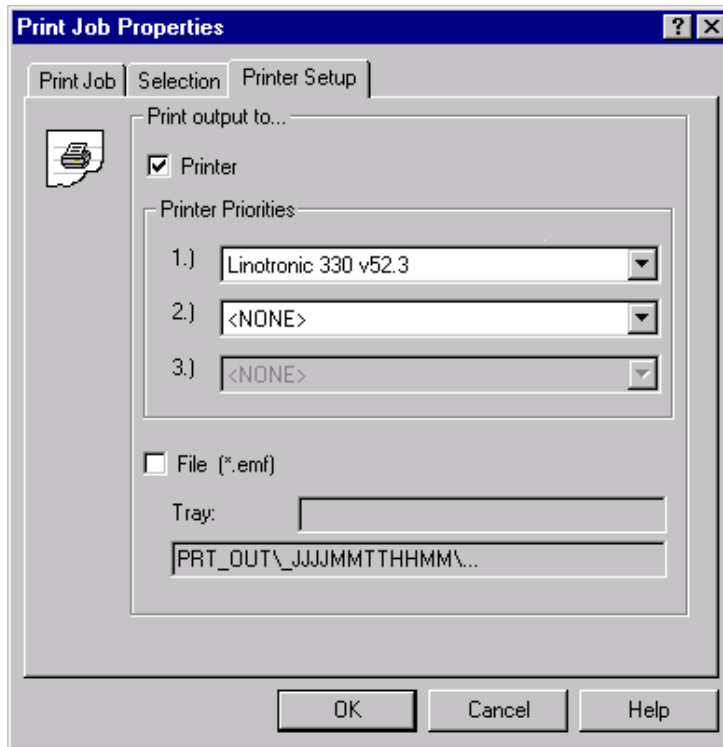 Print Job Properties
Print Job Selection Printer Setup
Print output to...
Printer
Printer Priorities
1.) Linotronic 330 v52.3
2.) <NONE>
3.) <NONE>
File (*.emf)
Tray:
PRT_OUT\_JJJJMMTTHHMM\...
OK Cancel Help